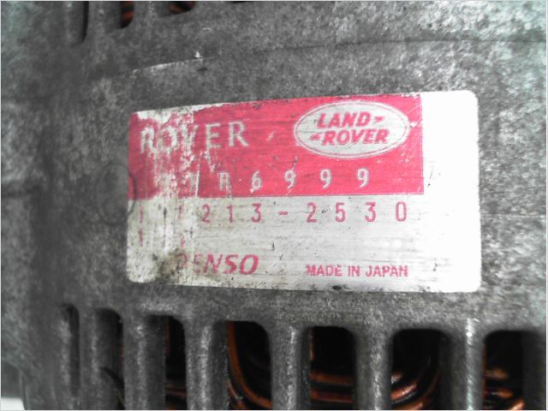 ROVER
LAND-
-ROVER
R6999
213-2530
DENSO MADE IN JAPAN